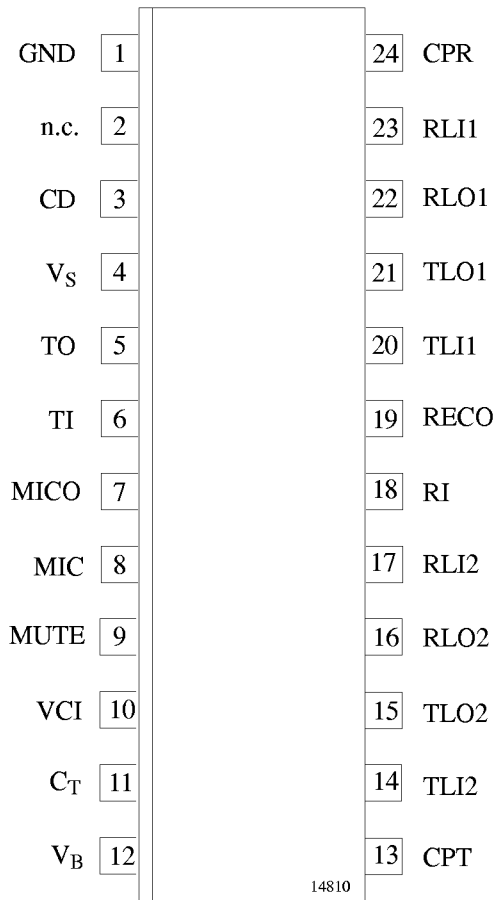 GND 1 24 CPR
n.c. 2 23 RLI1
CD 3 22 RLO1
VS 4 21 TLO1
TO 5 20 TLI1
TI 6 19 RECO
MICO 7 18 RI
MIC 8 17 RLI2
MUTE 9 16 RLO2
VCI 10 15 TLO2
CT 11 14 TLI2
VB 12 13 CPT
14810